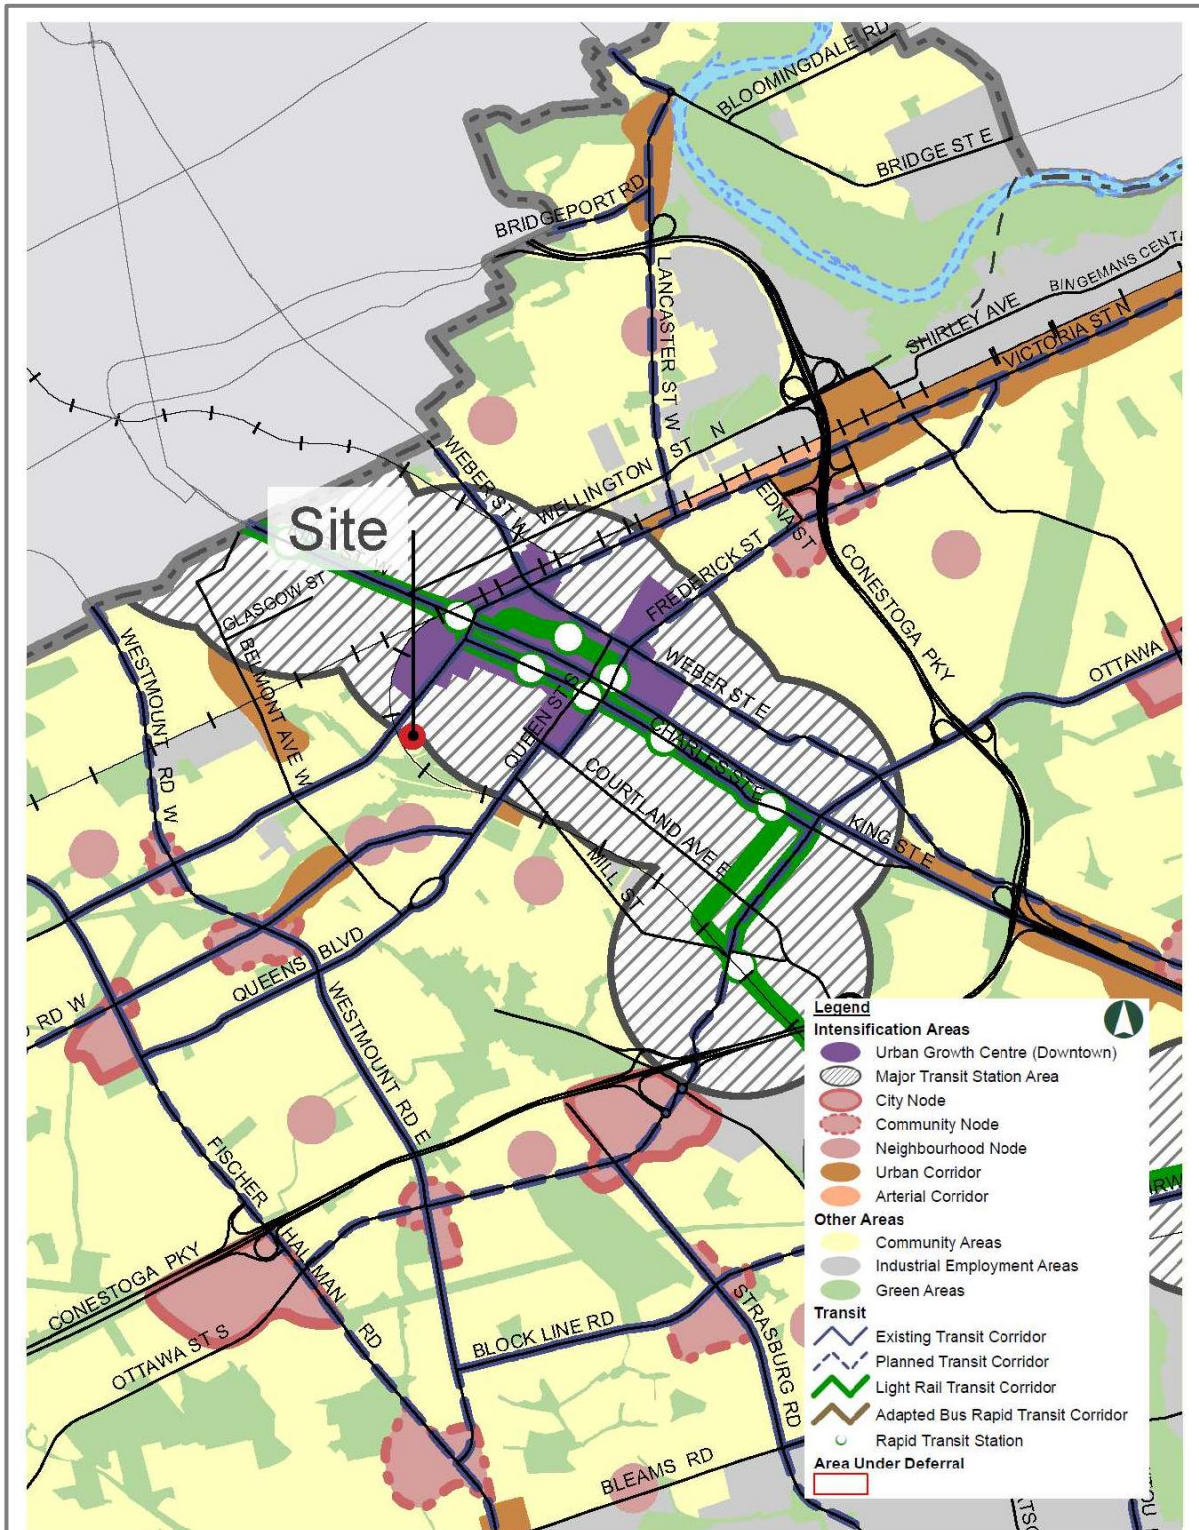 BLOOMINGDALE RD
BRIDGE ST E
BRIDGEPORT RD
LANCASTER ST W
BINGEMANS CENT
SHIRLEY AVE
VICTORIA ST N
WEBER ST W
WELLINGTON ST N
EDNA ST
Site
FREDERICK ST
CONESTOGA PKY
GLASGOW ST
BELMONT AVE W
WESTMOUNT RD W
WEBER ST E
OTTAWA
QUEEN ST S
CHARLES ST E
COURTLAND AVE E
KING ST E
MILL ST
QUEENS BLVD
RD W
WESTMOUNT RD E
FISCHER HALLMAN RD
CONESTOGA PKY
OTTAWA ST S
BLOCK LINE RD
STRASBURG RD
BLEAMS RD
Legend
Intensification Areas
Urban Growth Centre (Downtown)
Major Transit Station Area
City Node
Community Node
Neighbourhood Node
Urban Corridor
Arterial Corridor
Other Areas
Community Areas
Industrial Employment Areas
Green Areas
Transit
Existing Transit Corridor
Planned Transit Corridor
Light Rail Transit Corridor
Adapted Bus Rapid Transit Corridor
Rapid Transit Station
Area Under Deferral